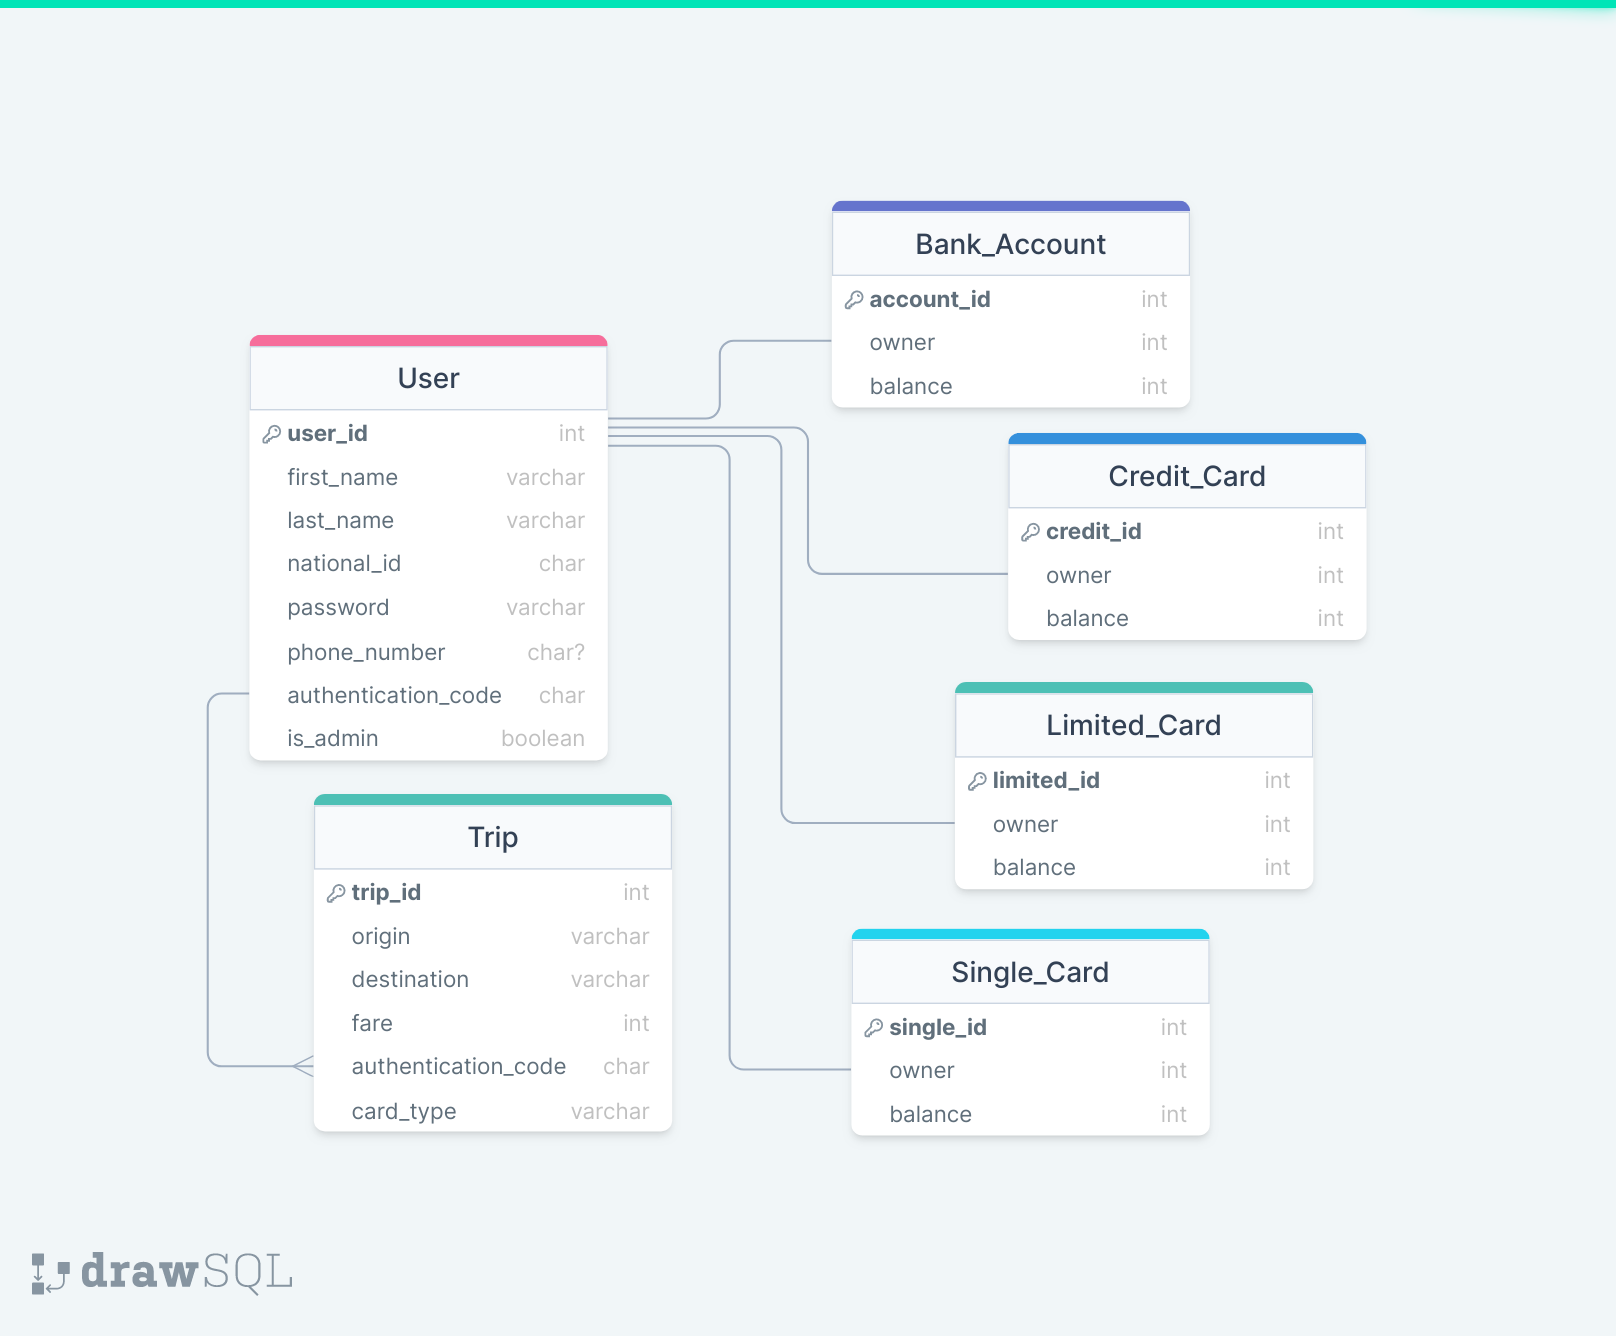 Bank_Account
account_id int
owner int
balance int
User
user_id int
first_name varchar
last_name varchar
national_id char
password varchar
phone_number char?
authentication_code char
is_admin boolean
Credit_Card
credit_id int
owner int
balance int
Limited_Card
limited_id int
owner int
balance int
Trip
trip_id int
origin varchar
destination varchar
fare int
authentication_code char
card_type varchar
Single_Card
single_id int
owner int
balance int
drawSQL